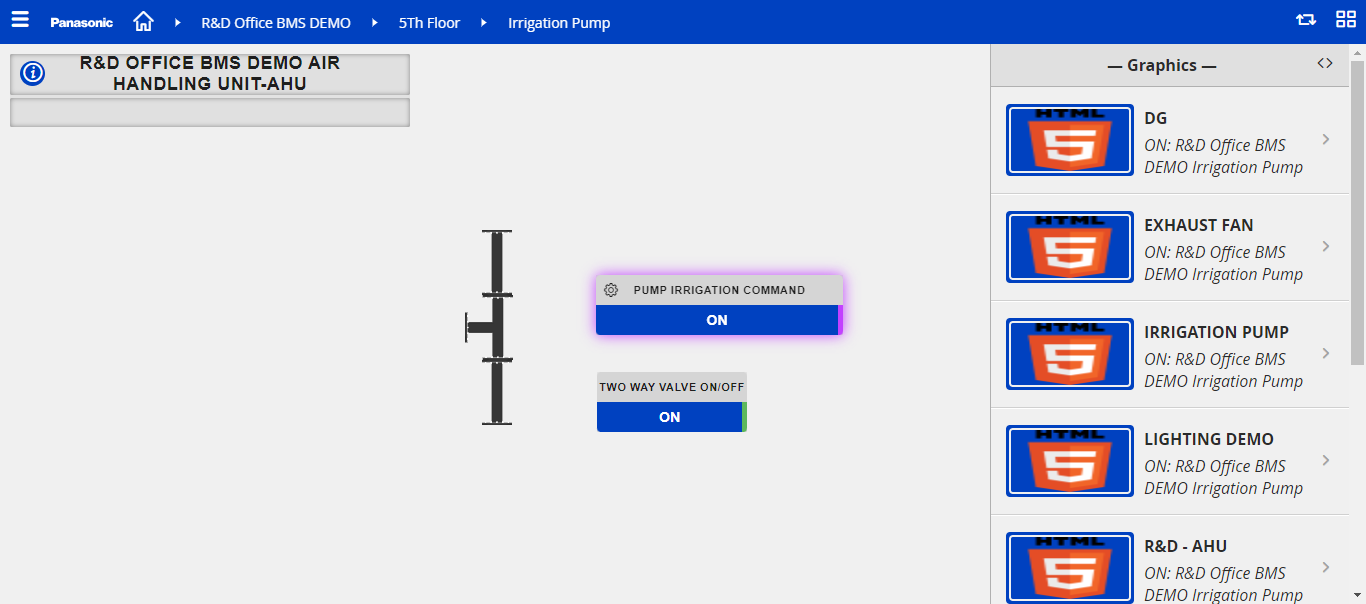 Panasonic
R&D Office BMS DEMO
5Th Floor
Irrigation Pump
R&D OFFICE BMS DEMO AIR
HANDLING UNIT-AHU
PUMP IRRIGATION COMMAND
ON
TWO WAY VALVE ON/OFF
ON
— Graphics —
HTML
5
DG
ON: R&D Office BMS
DEMO Irrigation Pump
HTML
5
EXHAUST FAN
ON: R&D Office BMS
DEMO Irrigation Pump
HTML
5
IRRIGATION PUMP
ON: R&D Office BMS
DEMO Irrigation Pump
HTML
5
LIGHTING DEMO
ON: R&D Office BMS
DEMO Irrigation Pump
HTML
5
R&D - AHU
ON: R&D Office BMS
DEMO Irrigation Pump